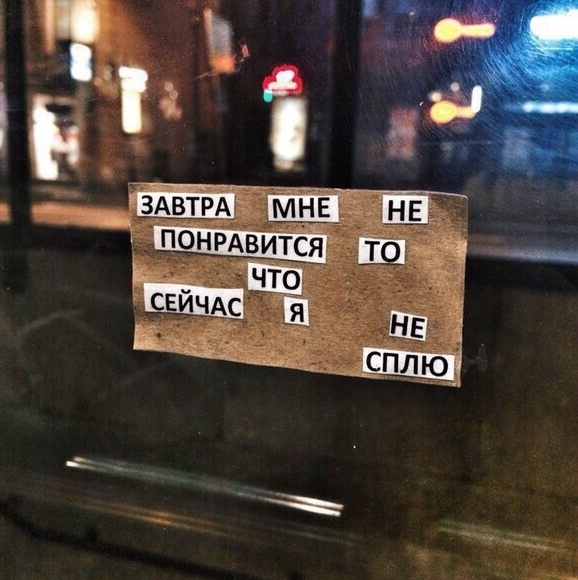 ЗАВТРА МНЕ НЕ
ПОНРАВИТСЯ ТО
ЧТО
СЕЙЧАС Я НЕ
СПЛЮ